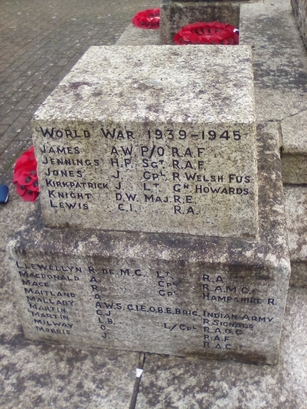 WORLD WAR 1939-1945
JAMES A.W. P/O R.A.F.
JENNINGS H.F. SGT R.A.F.
JONES J. CPL R WELSH FUS
KIRKPATRICK J. LT GN HOWARDS
KNIGHT D.W. MAJ R.E.
LEWIS C.I. R.A.
LLEWELLYN R. DE M.C. LT R.A.
MACDONALD A. CPL R.A.M.C.
MACE R. CPL HAMPSHIRE R
MAITLAND A.
MALLABY A.W.S. C.I.E. O.B.E. BRIG. INDIAN ARMY
MARTIN C.J. R SIGNALS
MARTIN L.R. R.A.O.C.
MILWAY L/CPL R.A.F.
MORRIS J. R.A.C.